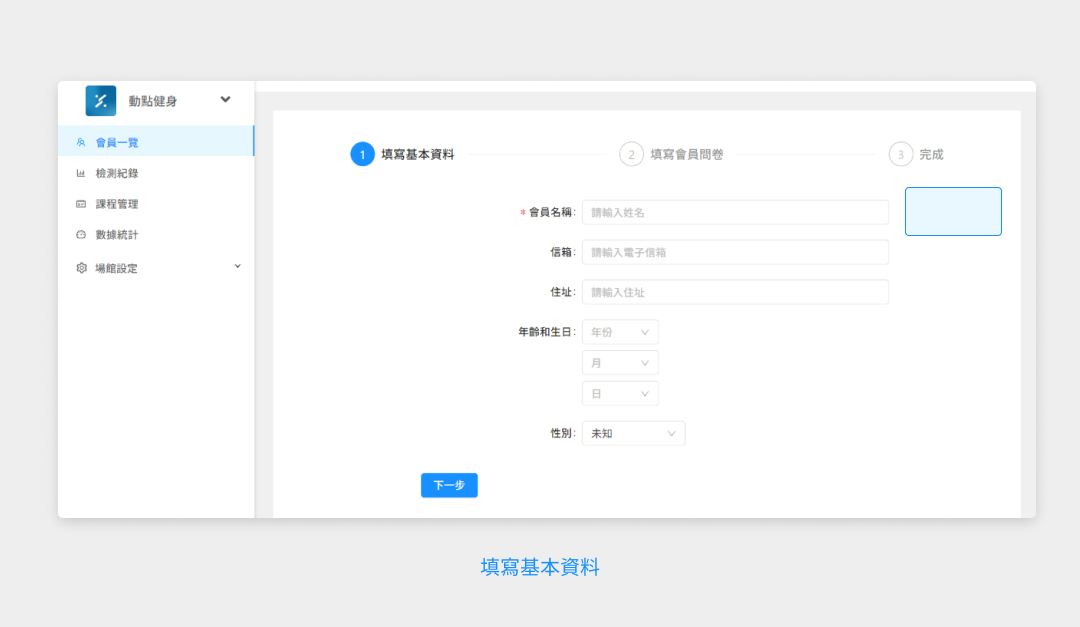 動點健身
會員一覽
檢測紀錄
課程管理
數據統計
場館設定
1 填寫基本資料
2 填寫會員問卷
3 完成
* 會員名稱: 請輸入姓名
信箱: 請輸入電子信箱
住址: 請輸入住址
年齡和生日: 年份
月
日
性別: 未知
下一步
填寫基本資料